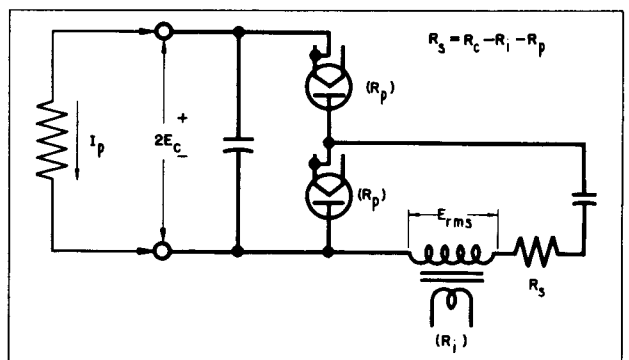 R_s = R_c - R_i - R_p
(R_p)
+
I_p
2E_c
-
(R_p)
E_rms
R_s
(R_i)